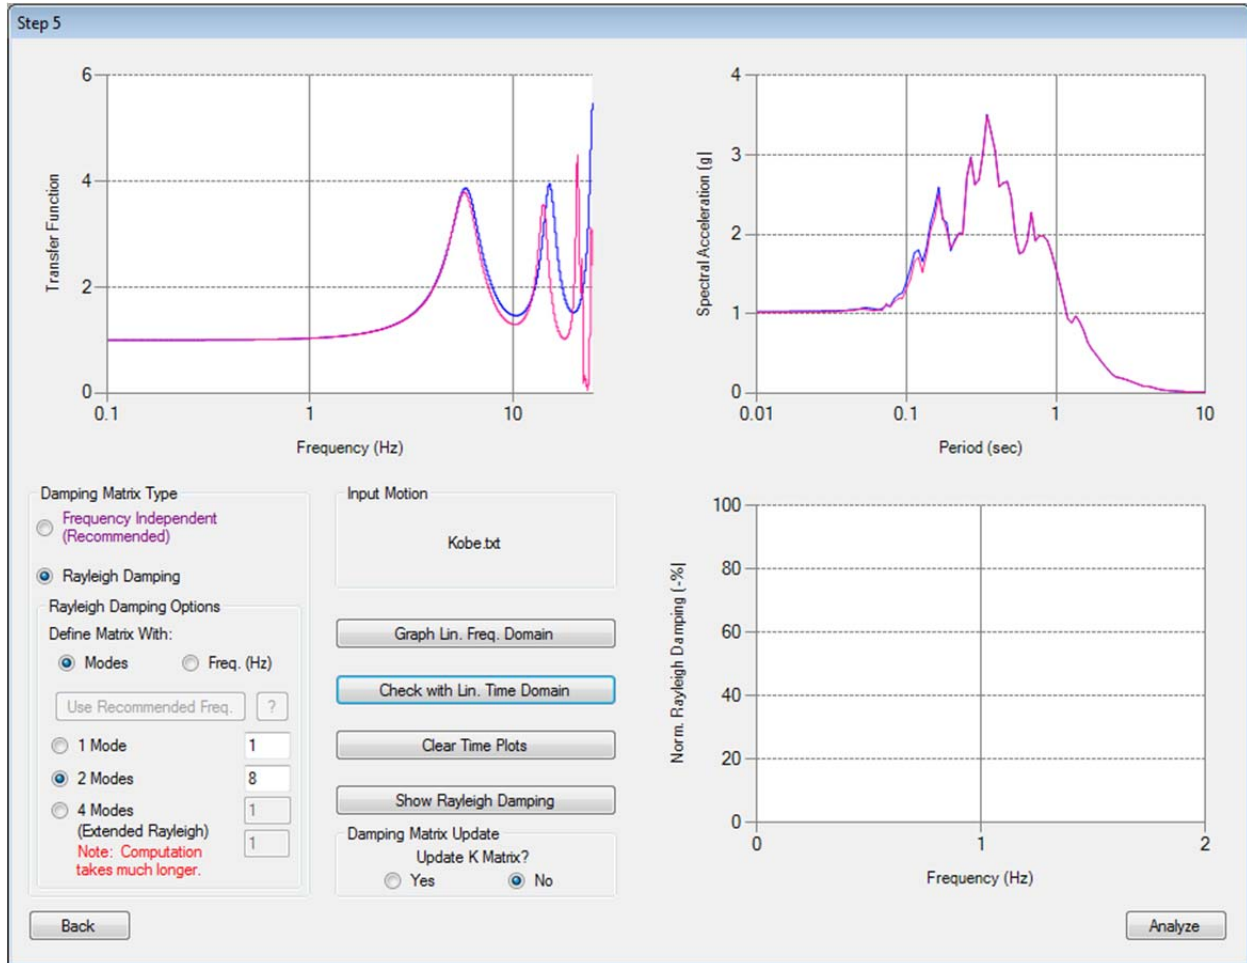 Step 5
6
4
2
0
0.1
1
10
Transfer Function
Frequency (Hz)
4
3
2
1
0
0.01
0.1
1
10
Spectral Acceleration [g]
Period (sec)
Damping Matrix Type
Frequency Independent
(Recommended)
Rayleigh Damping
Rayleigh Damping Options
Define Matrix With:
Modes
Freq. (Hz)
Use Recommended Freq.
?
1 Mode
1
2 Modes
8
4 Modes
1
(Extended Rayleigh)
1
Note: Computation
takes much longer.
Input Motion
Kobe.txt
Graph Lin. Freq. Domain
Check with Lin. Time Domain
Clear Time Plots
Show Rayleigh Damping
Damping Matrix Update
Update K Matrix?
Yes
No
100
80
60
40
20
0
0
1
2
Norm. Rayleigh Damping (-%)
Frequency (Hz)
Back
Analyze